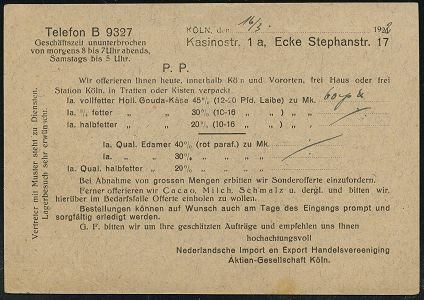 Telefon B 9327
Geschäftszeit ununterbrochen
von morgens 8 bis 7 Uhr abends,
Samstags bis 5 Uhr.
KÖLN, den 16/3. 192
Kasinostr. 1a, Ecke Stephanstr. 17
P. P.
Wir offerieren Ihnen heute, innerhalb Köln und Vororten, frei Haus oder frei
Station Köln, in Tratten oder Kisten verpackt
Ia. vollfetter Holl. Gouda-Käse 45% (12-20 Pfd. Laibe) zu Mk.
Ia. fetter „ „ 30% (10-16 „ „ ) „ „
Ia. halbfetter „ „ 20% (10-16 „ „ ) „ „
Ia. Qual. Edamer 40% (rot paraf.) zu Mk.
Ia. „ „ 30% „ „ „
Ia. Qual. halbfetter „ 20% „ „ „
Bei Abnahme von grossen Mengen erbitten wir Sonderofferte einzufordern.
Ferner offerieren wir Cacao, Milch, Schmalz u. dergl. und bitten wir,
hierüber im Bedarfsfalle Offerte einholen zu wollen.
Bestellungen können auf Wunsch auch am Tage des Eingangs prompt und
sorgfältig erledigt werden.
G. F. bitten wir um Ihre geschätzten Aufträge und empfehlen uns Ihnen
hochachtungsvoll
Nederlandsche Import en Export Handelsvereeniging
Aktien-Gesellschaft Köln.
Vertreter mit Muster steht zu Diensten.
Lagerbesuch sehr erwünscht.